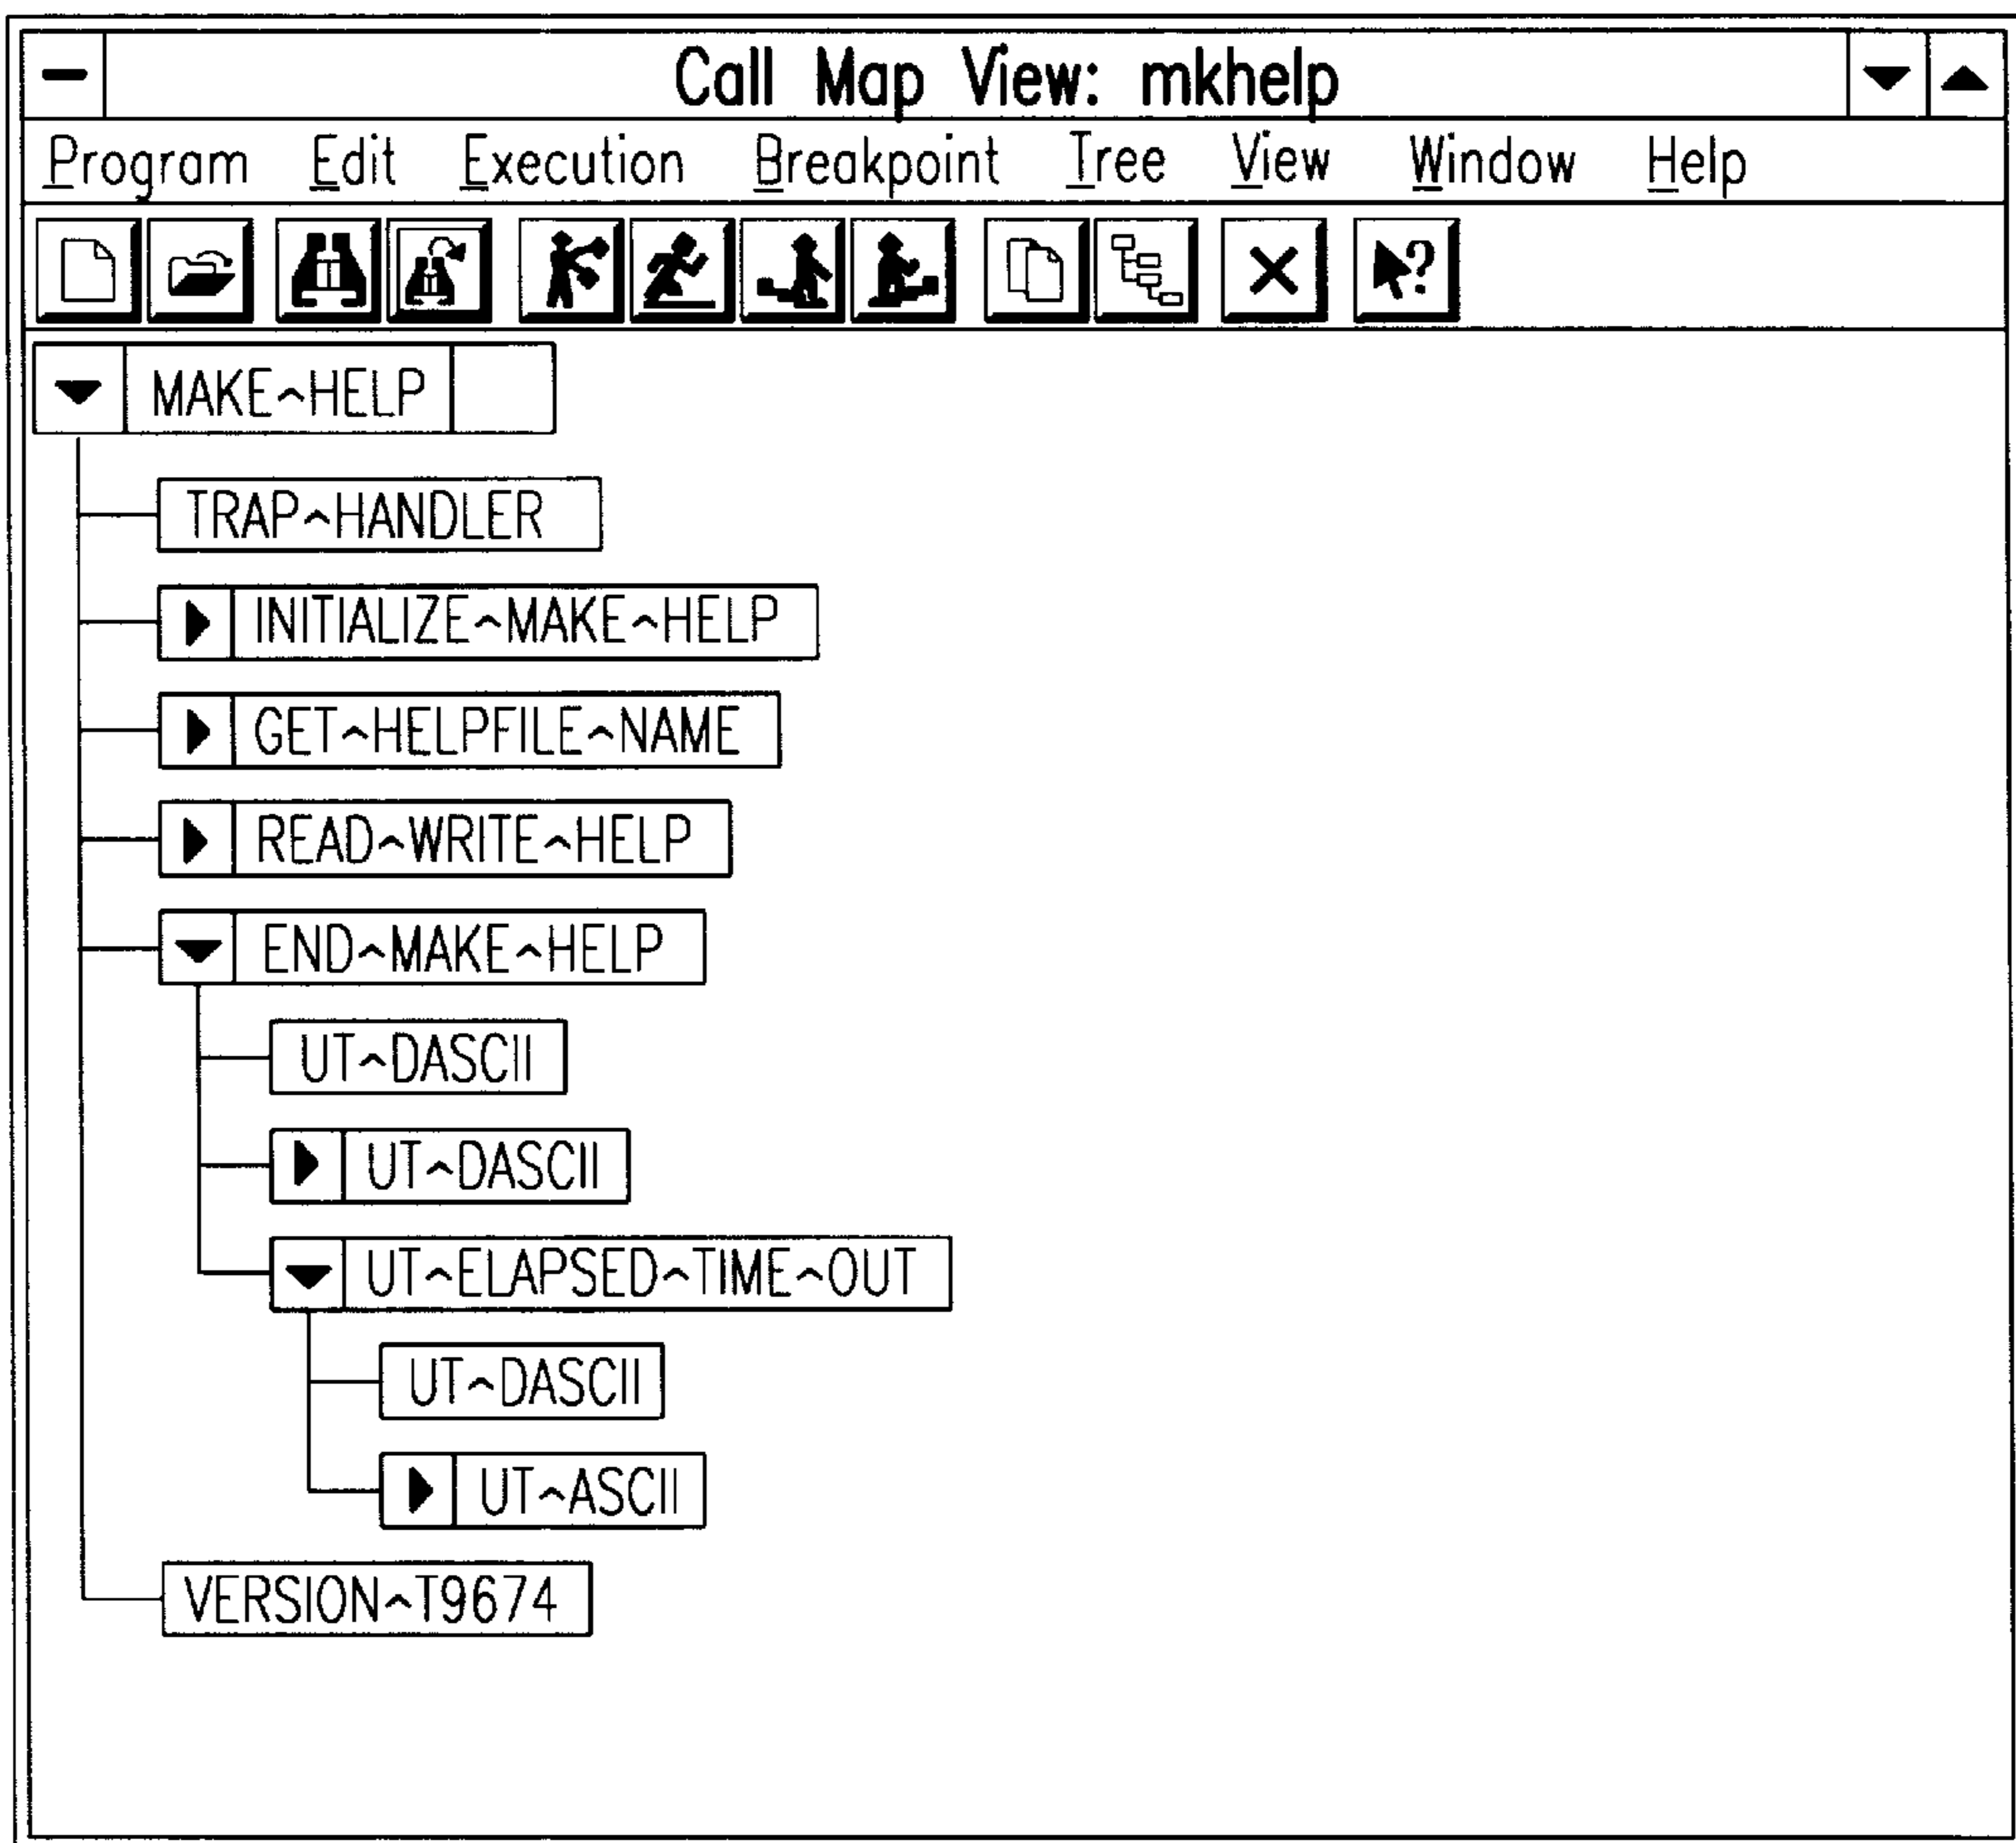 Call Map View: mkhelp
Program Edit Execution Breakpoint Tree View Window Help
?
MAKE^HELP
TRAP^HANDLER
INITIALIZE^MAKE^HELP
GET^HELPFILE^NAME
READ^WRITE^HELP
END^MAKE^HELP
UT^DASCII
UT^DASCII
UT^ELAPSED^TIME^OUT
UT^DASCII
UT^ASCII
VERSION^T9674